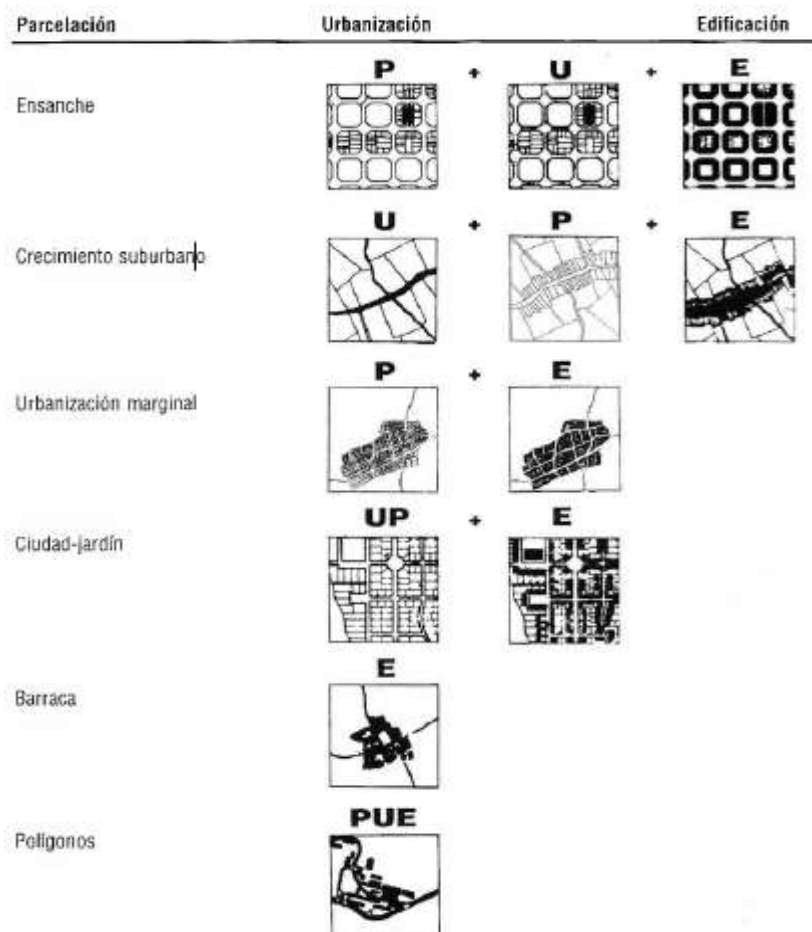 Parcelación Urbanización Edificación
P + U + E
Ensanche
U + P + E
Crecimiento suburbano
P + E
Urbanización marginal
UP + E
Ciudad-jardín
E
Barraca
PUE
Polígonos